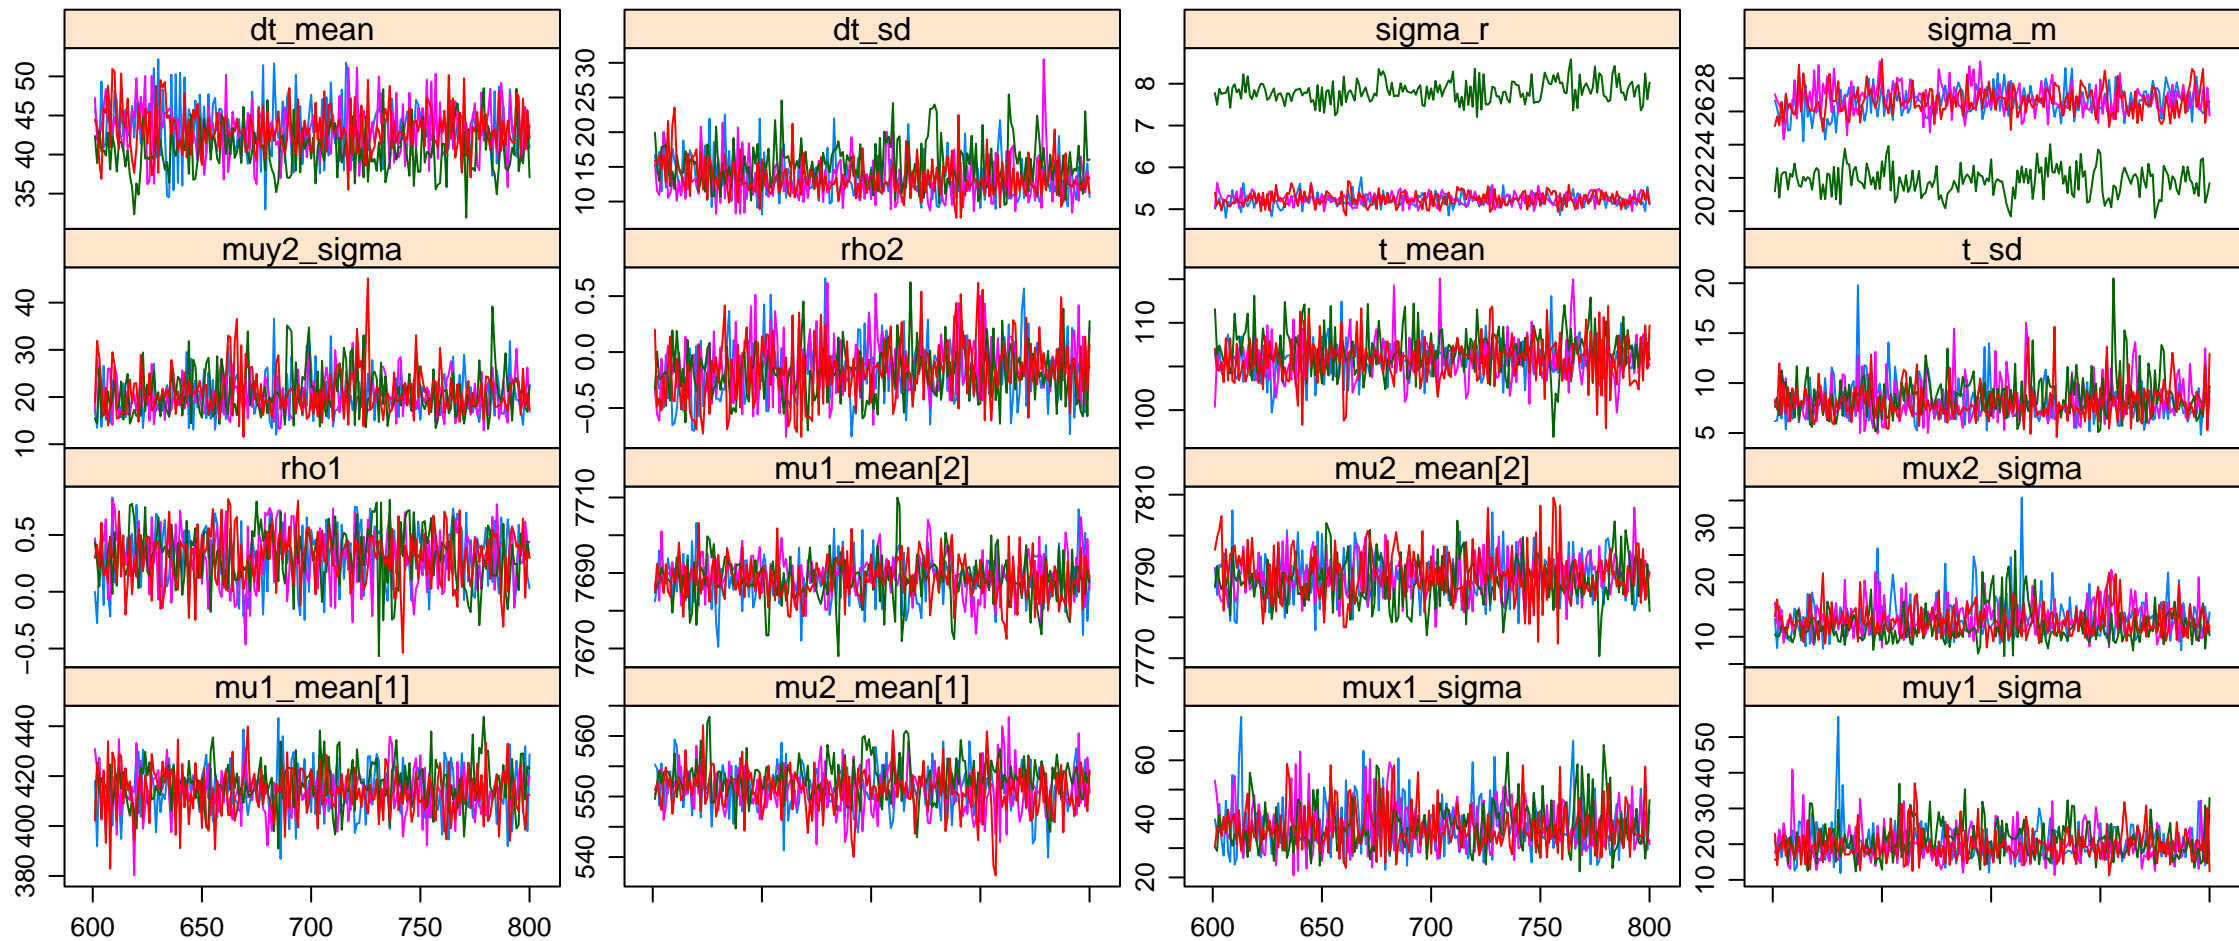 dt_mean dt_sd sigma_r sigma_m
35 40 45 50
10 15 20 25 30
5 6 7 8
20 22 24 26 28
muy2_sigma rho2 t_mean t_sd
10 20 30 40
−0.5 0.0 0.5
100 110
5 10 15 20
rho1 mu1_mean[2] mu2_mean[2] mux2_sigma
−0.5 0.0 0.5
7670 7690 7710
7770 7790 7810
10 20 30
mu1_mean[1] mu2_mean[1] mux1_sigma muy1_sigma
380 400 420 440
540 550 560
20 40 60
10 20 30 40 50
600 650 700 750 800 600 650 700 750 800